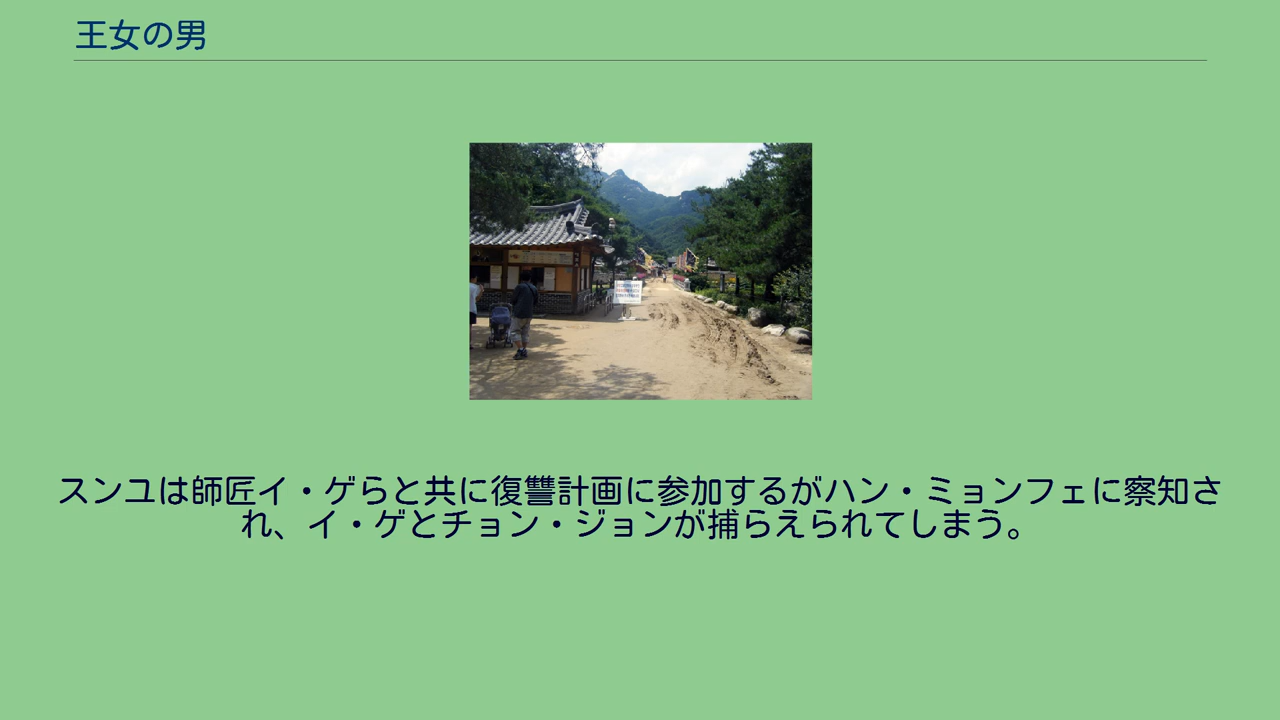 王女の男
スンユは師匠イ・ゲらと共に復讐計画に参加するがハン・ミョンフェに察知さ
れ、イ・ゲとチョン・ジョンが捕らえられてしまう。